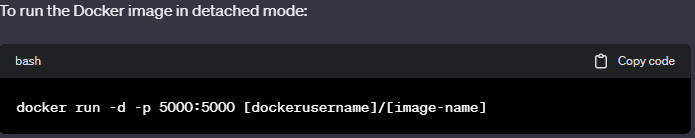 To run the Docker image in detached mode:
bash
Copy code
docker run -d -p 5000:5000 [dockerusername]/[image-name]